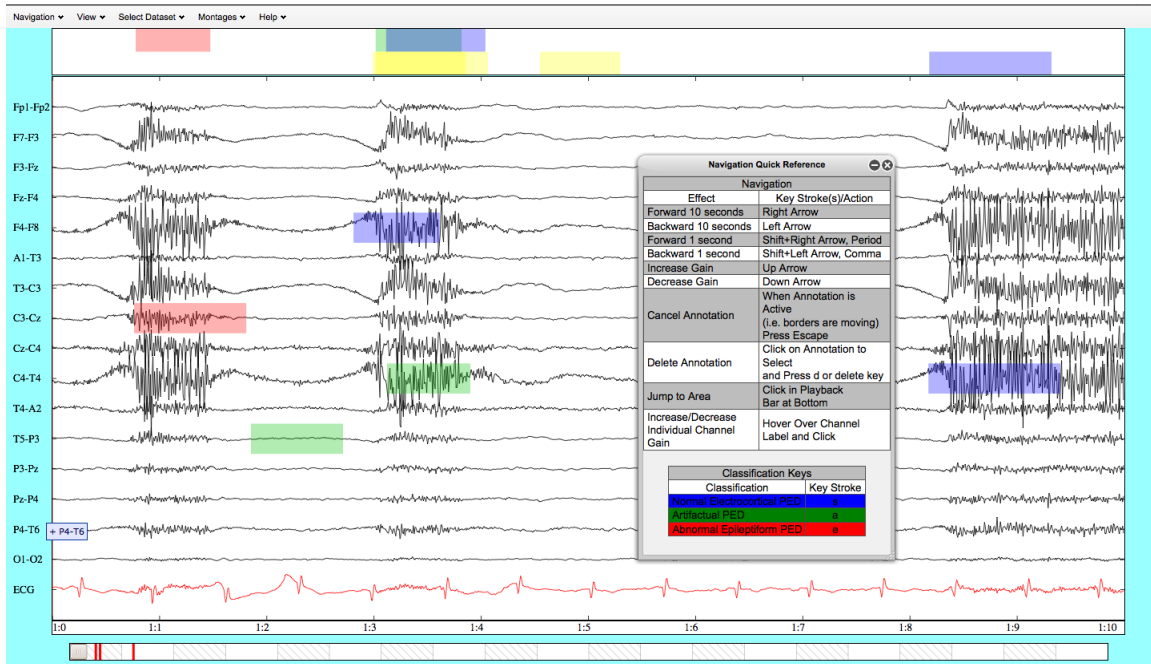 Navigation View Select Dataset Montages Help
Fp1-Fp2
F7-F3
F3-Fz
Fz-F4
F4-F8
A1-T3
T3-C3
C3-Cz
Cz-C4
C4-T4
T4-A2
T5-P3
P3-Pz
Pz-P4
P4-T6
+ P4-T6
O1-O2
ECG
1:0 1:1 1:2 1:3 1:4 1:5 1:6 1:7 1:8 1:9 1:10
Navigation Quick Reference
Navigation
Effect Key Stroke(s)/Action
Forward 10 seconds Right Arrow
Backward 10 seconds Left Arrow
Forward 1 second Shift+Right Arrow, Period
Backward 1 second Shift+Left Arrow, Comma
Increase Gain Up Arrow
Decrease Gain Down Arrow
Cancel Annotation
When Annotation is
Active
(i.e. borders are moving)
Press Escape
Delete Annotation
Click on Annotation to
Select
and Press d or delete key
Jump to Area
Click in Playback
Bar at Bottom
Increase/Decrease
Individual Channel
Gain
Hover Over Channel
Label and Click
Classification Keys
Classification Key Stroke
Normal Electrocortical PED s
Artifactual PED a
Abnormal Epileptiform PED e